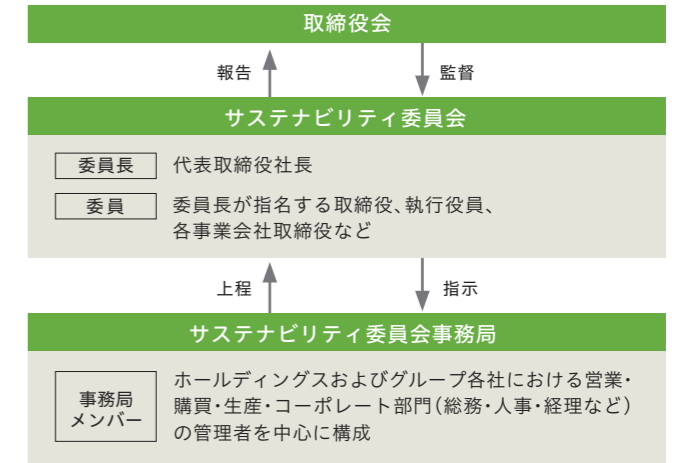 取締役会
報告
監督
サステナビリティ委員会
委員長
代表取締役社長
委員
委員長が指名する取締役、執行役員、
各事業会社取締役など
上程
指示
サステナビリティ委員会事務局
事務局
メンバー
ホールディングスおよびグループ各社における営業・
購買・生産・コーポレート部門(総務・人事・経理など)
の管理者を中心に構成